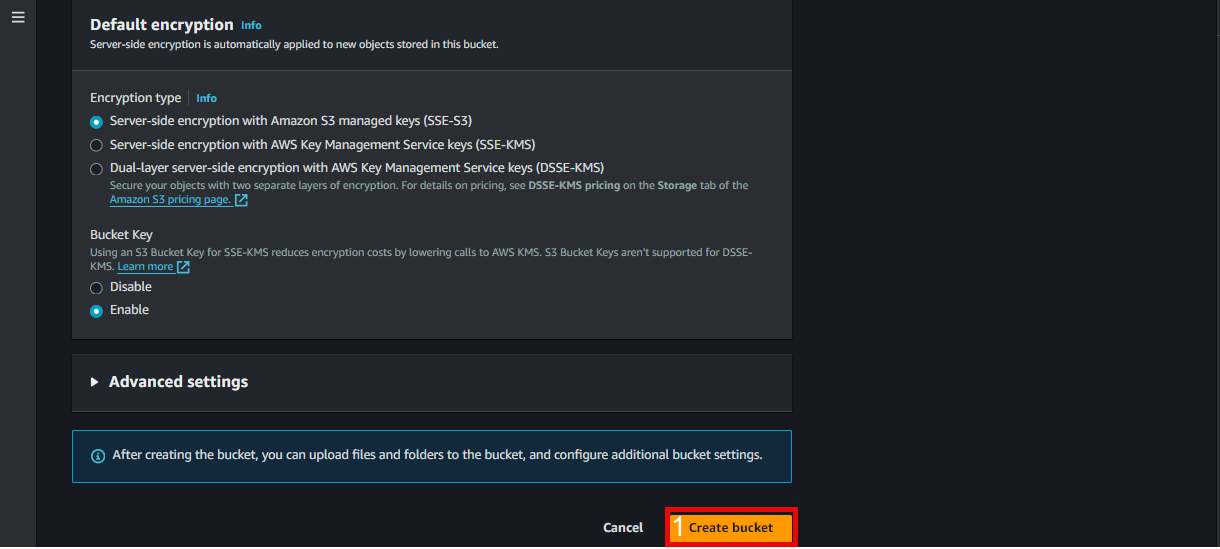 Default encryption Info
Server-side encryption is automatically applied to new objects stored in this bucket.
Encryption type Info
Server-side encryption with Amazon S3 managed keys (SSE-S3)
Server-side encryption with AWS Key Management Service keys (SSE-KMS)
Dual-layer server-side encryption with AWS Key Management Service keys (DSSE-KMS)
Secure your objects with two separate layers of encryption. For details on pricing, see DSSE-KMS pricing on the Storage tab of the
Amazon S3 pricing page.
Bucket Key
Using an S3 Bucket Key for SSE-KMS reduces encryption costs by lowering calls to AWS KMS. S3 Bucket Keys aren't supported for DSSE-
KMS. Learn more
Disable
Enable
Advanced settings
After creating the bucket, you can upload files and folders to the bucket, and configure additional bucket settings.
Cancel 1 Create bucket